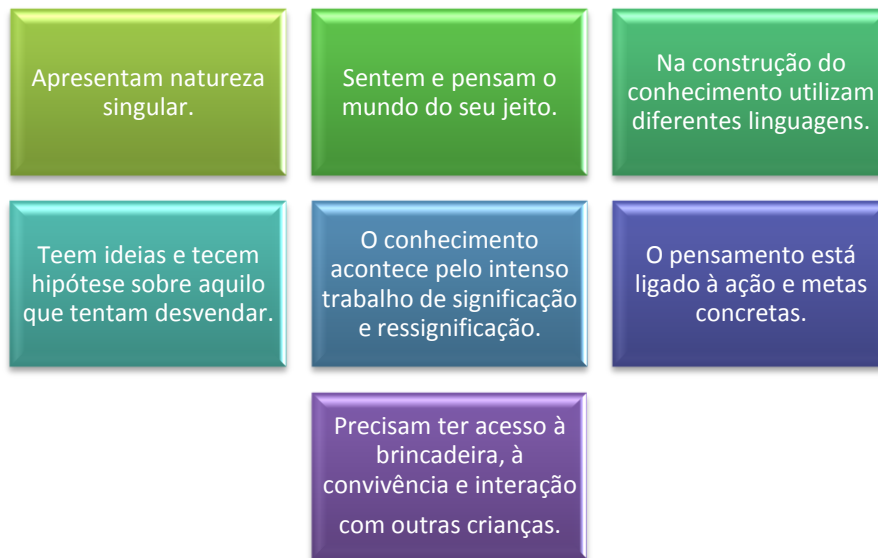 Apresentam natureza
singular.
Sentem e pensam o
mundo do seu jeito.
Na construção do
conhecimento utilizam
diferentes linguagens.
Teem ideias e tecem
hipótese sobre aquilo
que tentam desvendar.
O conhecimento
acontece pelo intenso
trabalho de significação
e ressignificação.
O pensamento está
ligado à ação e metas
concretas.
Precisam ter acesso à
brincadeira, à
convivência e interação
com outras crianças.